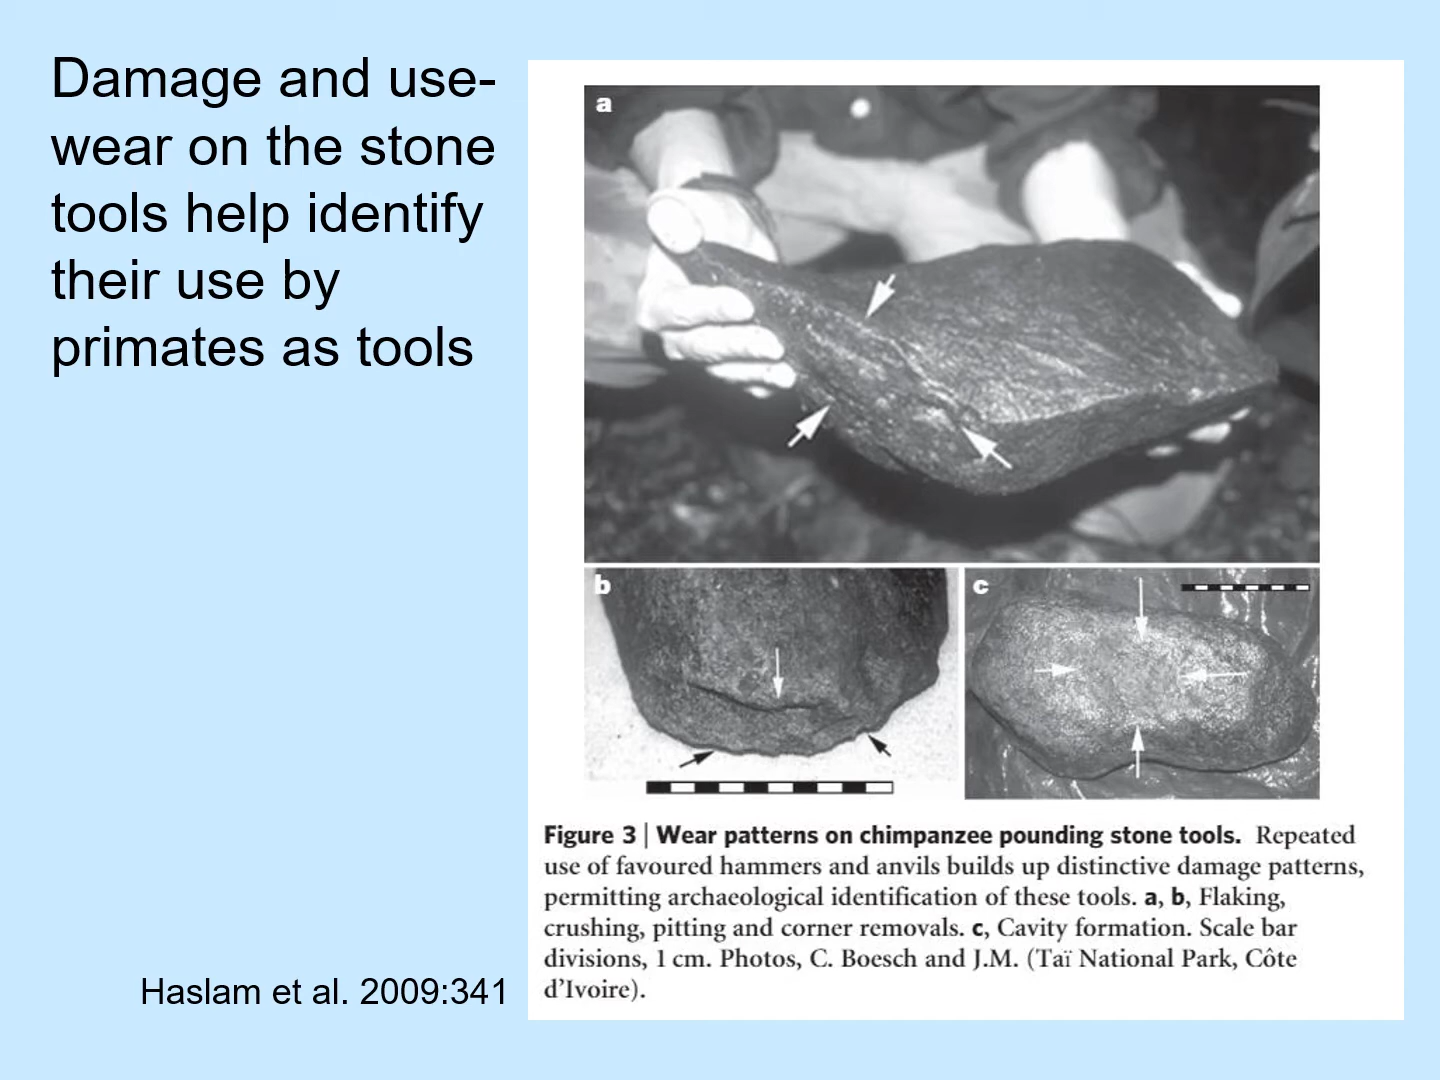 Damage and use-
wear on the stone
tools help identify
their use by
primates as tools
Haslam et al. 2009:341
a
b
c
Figure 3 | Wear patterns on chimpanzee pounding stone tools. Repeated
use of favoured hammers and anvils builds up distinctive damage patterns,
permitting archaeological identification of these tools. a, b, Flaking,
crushing, pitting and corner removals. c, Cavity formation. Scale bar
divisions, 1 cm. Photos, C. Boesch and J.M. (Taï National Park, Côte
d'Ivoire).